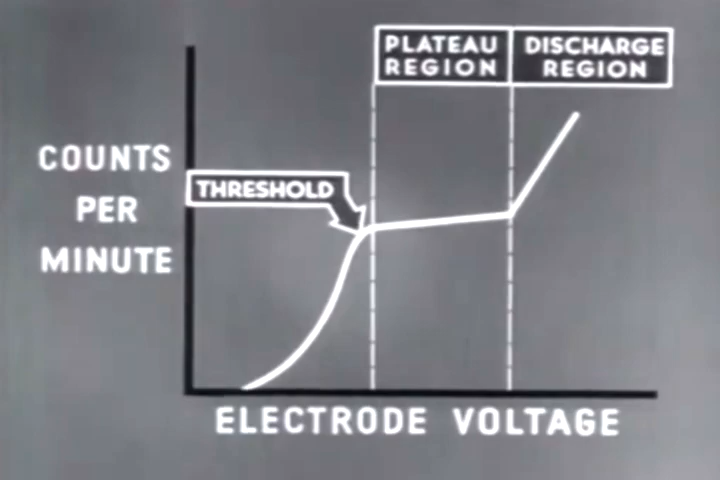 PLATEAU
REGION
DISCHARGE
REGION
COUNTS
PER
MINUTE
THRESHOLD
ELECTRODE VOLTAGE